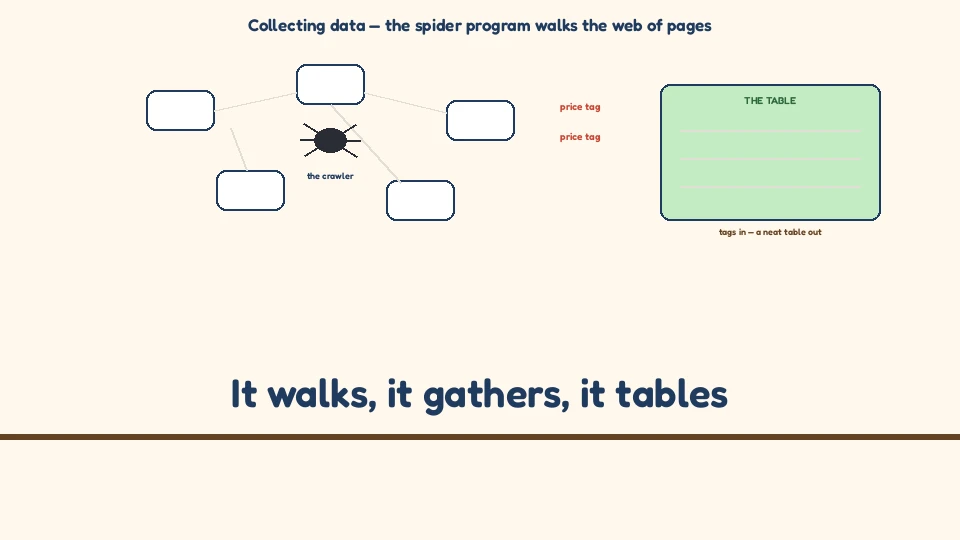 Collecting data — the spider program walks the web of pages
price tag
price tag
the crawler
THE TABLE
tags in — a neat table out
It walks, it gathers, it tables